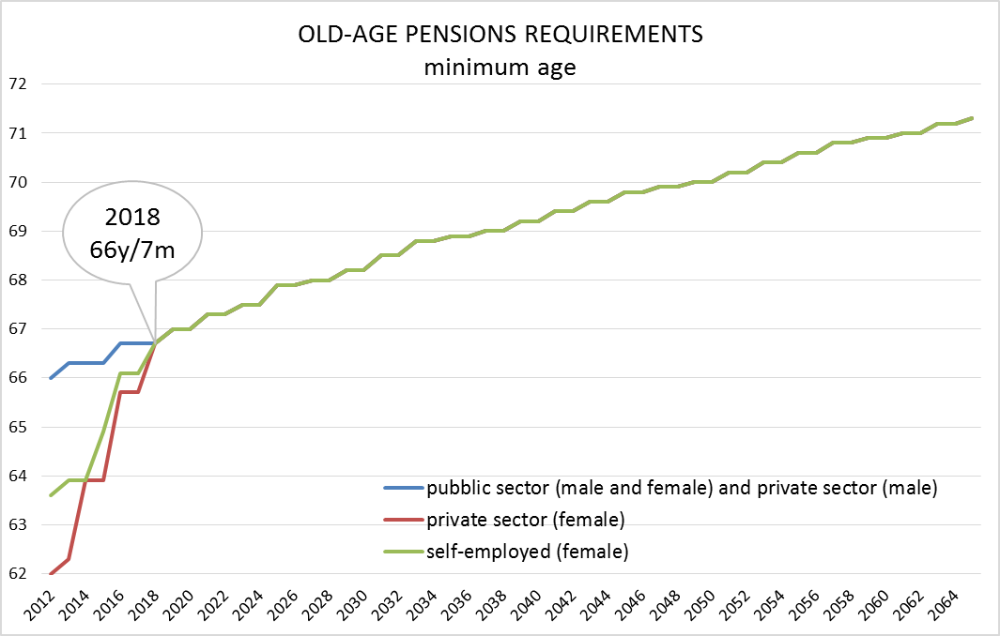 OLD-AGE PENSIONS REQUIREMENTS
minimum age
72
71
70
69
68
67
66
65
64
63
62
2018
66y/7m
pubblic sector (male and female) and private sector (male)
private sector (female)
self-employed (female)
2012 2014 2016 2018 2020 2022 2024 2026 2028 2030 2032 2034 2036 2038 2040 2042 2044 2046 2048 2050 2052 2054 2056 2058 2060 2062 2064